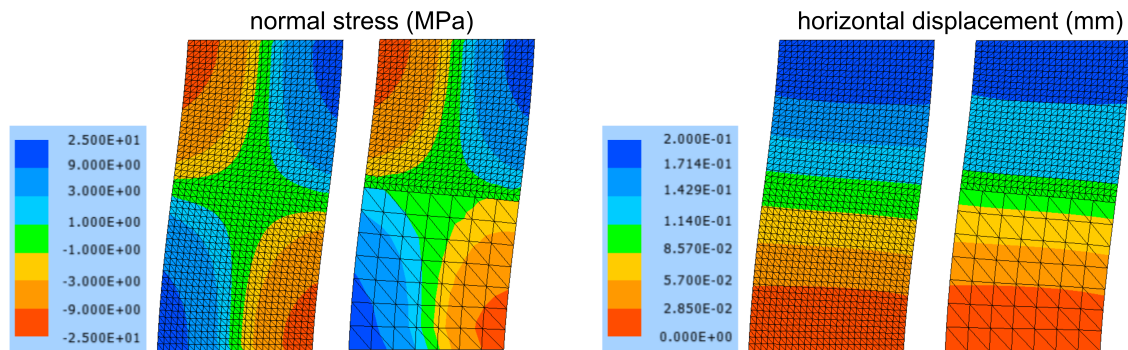 normal stress (MPa)
horizontal displacement (mm)
2.500E+01
9.000E+00
3.000E+00
1.000E+00
-1.000E+00
-3.000E+00
-9.000E+00
-2.500E+01
2.000E-01
1.714E-01
1.429E-01
1.140E-01
8.570E-02
5.700E-02
2.850E-02
0.000E+00